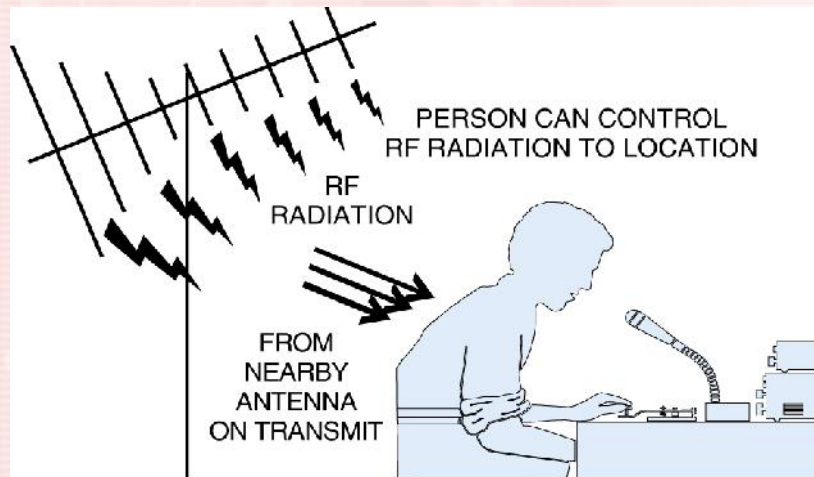 PERSON CAN CONTROL
RF RADIATION TO LOCATION
RF
RADIATION
FROM
NEARBY
ANTENNA
ON TRANSMIT